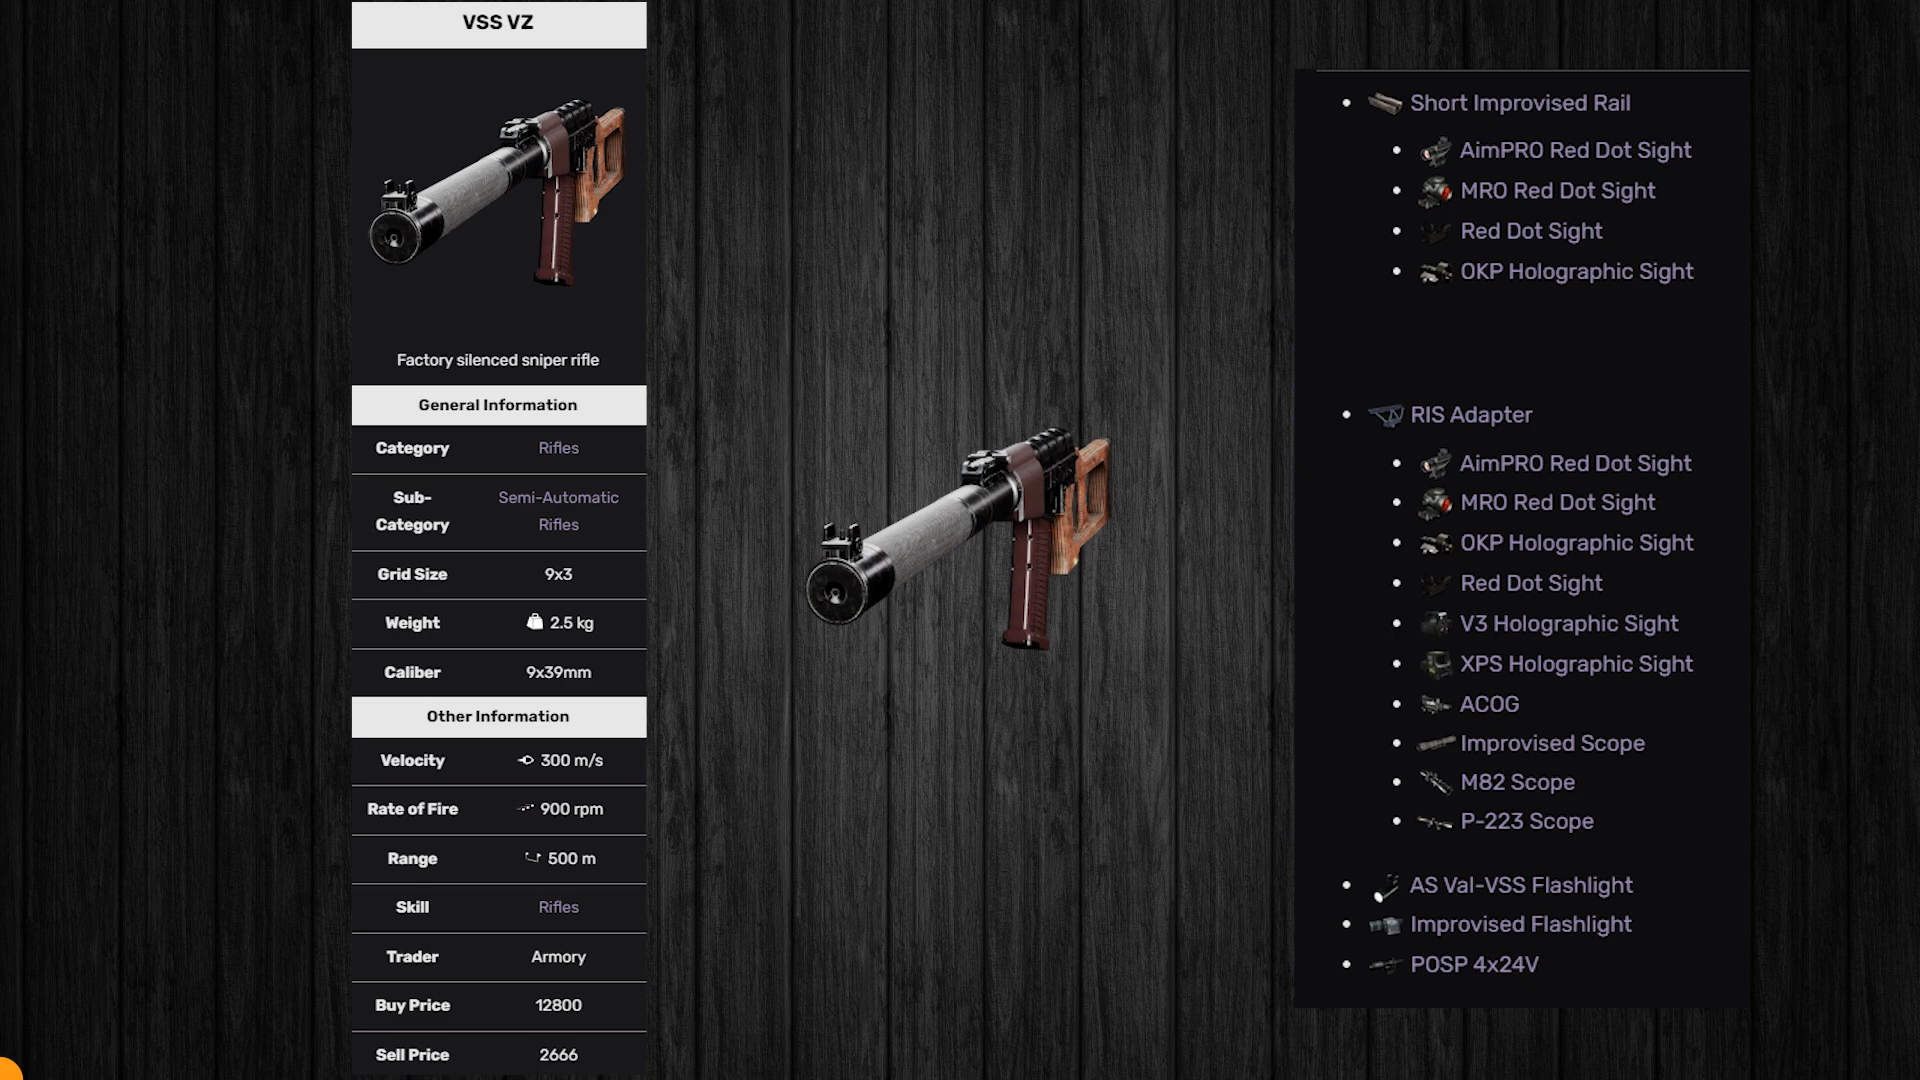 VSS VZ
Factory silenced sniper rifle
General Information
Category Rifles
Sub-Category Semi-Automatic Rifles
Grid Size 9x3
Weight 2.5 kg
Caliber 9x39mm
Other Information
Velocity 300 m/s
Rate of Fire 900 rpm
Range 500 m
Skill Rifles
Trader Armory
Buy Price 12800
Sell Price 2666
Short Improvised Rail
AimPRO Red Dot Sight
MRO Red Dot Sight
Red Dot Sight
OKP Holographic Sight
RIS Adapter
AimPRO Red Dot Sight
MRO Red Dot Sight
OKP Holographic Sight
Red Dot Sight
V3 Holographic Sight
XPS Holographic Sight
ACOG
Improvised Scope
M82 Scope
P-223 Scope
AS Val-VSS Flashlight
Improvised Flashlight
POSP 4x24V